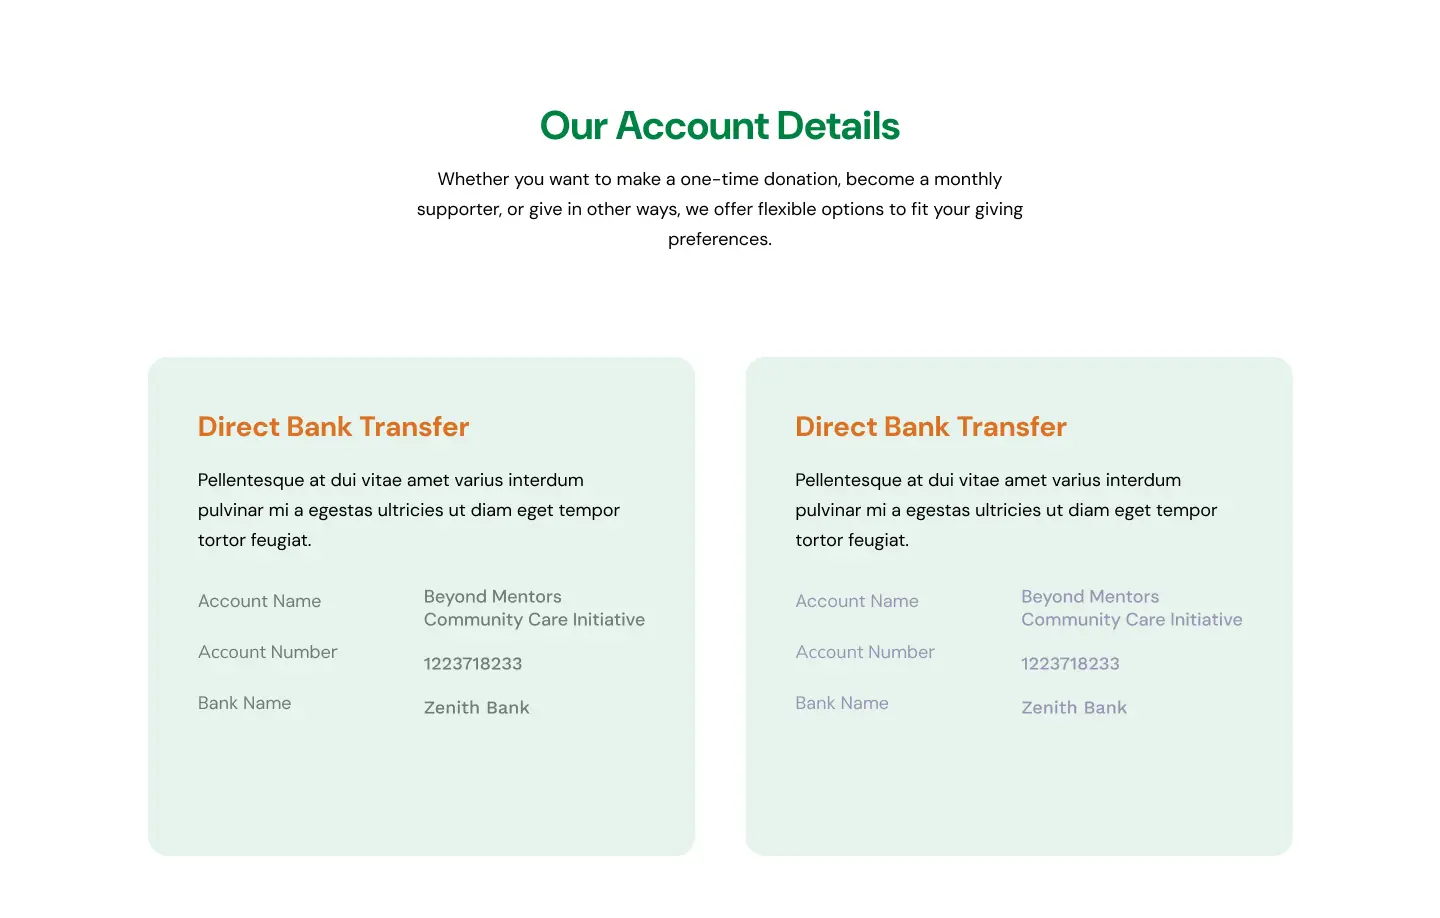 Our Account Details
Whether you want to make a one-time donation, become a monthly
supporter, or give in other ways, we offer flexible options to fit your giving
preferences.
Direct Bank Transfer
Pellentesque at dui vitae amet varius interdum
pulvinar mi a egestas ultricies ut diam eget tempor
tortor feugiat.
Account Name
Beyond Mentors
Community Care Initiative
Account Number
1223718233
Bank Name
Zenith Bank
Direct Bank Transfer
Pellentesque at dui vitae amet varius interdum
pulvinar mi a egestas ultricies ut diam eget tempor
tortor feugiat.
Account Name
Beyond Mentors
Community Care Initiative
Account Number
1223718233
Bank Name
Zenith Bank